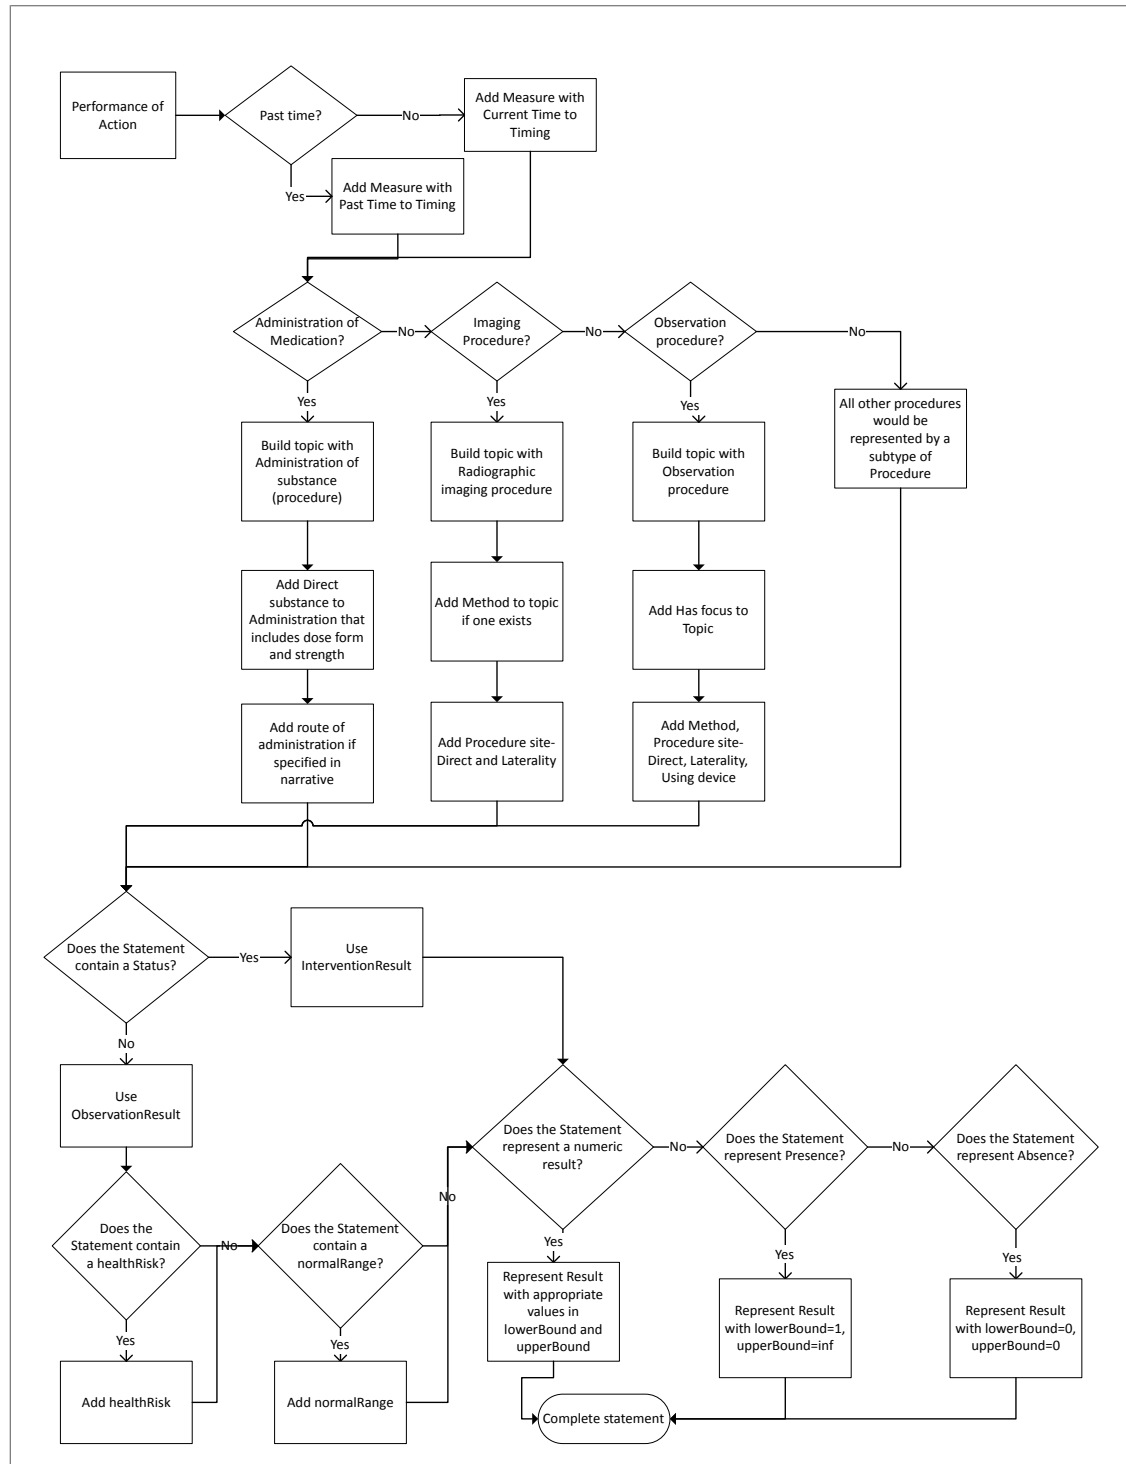 Performance of
Action
Past time?
No
Add Measure with
Current Time to
Timing
Yes
Add Measure with
Past Time to Timing
Administration of
Medication?
No
Imaging
Procedure?
No
Observation
procedure?
No
Yes
Yes
Yes
All other procedures
would be
represented by a
subtype of
Procedure
Build topic with
Administration of
substance
(procedure)
Build topic with
Radiographic
imaging procedure
Build topic with
Observation
procedure
Add Direct
substance to
Administration that
includes dose form
and strength
Add Method to topic
if one exists
Add Has focus to
Topic
Add route of
administration if
specified in
narrative
Add Procedure site-
Direct and Laterality
Add Method,
Procedure site-
Direct, Laterality,
Using device
Does the Statement
contain a Status?
Yes
Use
InterventionResult
No
Use
ObservationResult
Does the Statement
represent a numeric
result?
No
Does the Statement
represent Presence?
No
Does the Statement
represent Absence?
Does the
Statement contain
a healthRisk?
No
Does the Statement
contain a
normalRange?
No
Yes
Yes
Yes
Represent Result
with appropriate
values in
lowerBound and
upperBound
Represent Result
with lowerBound=1,
upperBound=inf
Represent Result
with lowerBound=0,
upperBound=0
Yes
Yes
Add healthRisk
Add normalRange
Complete statement